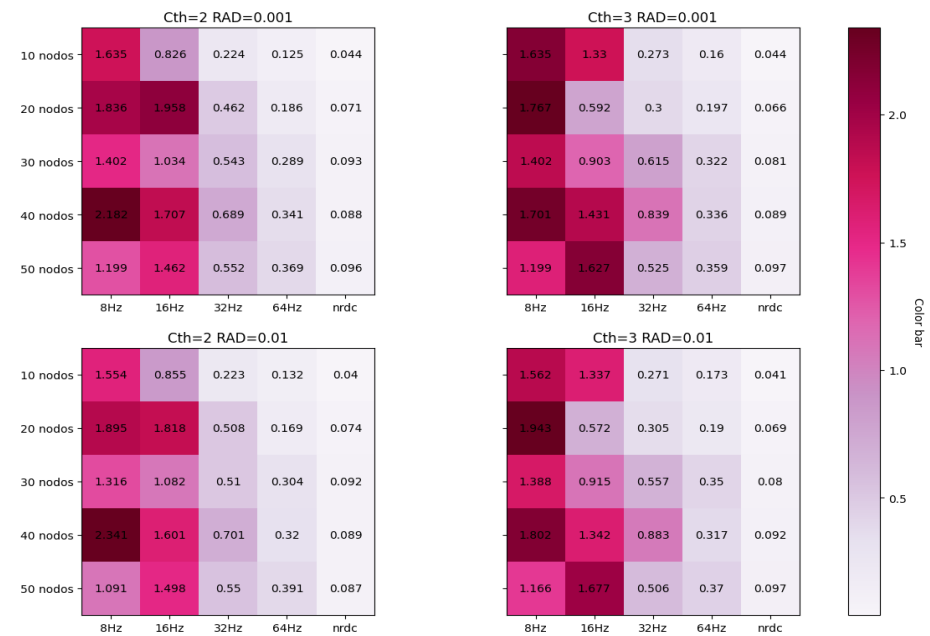 Cth=2 RAD=0.001
10 nodos 1.635 0.826 0.224 0.125 0.044
20 nodos 1.836 1.958 0.462 0.186 0.071
30 nodos 1.402 1.034 0.543 0.289 0.093
40 nodos 2.182 1.707 0.689 0.341 0.088
50 nodos 1.199 1.462 0.552 0.369 0.096
8Hz 16Hz 32Hz 64Hz nrdc
Cth=3 RAD=0.001
1.635 1.33 0.273 0.16 0.044
1.767 0.592 0.3 0.197 0.066
1.402 0.903 0.615 0.322 0.081
1.701 1.431 0.839 0.336 0.089
1.199 1.627 0.525 0.359 0.097
8Hz 16Hz 32Hz 64Hz nrdc
Cth=2 RAD=0.01
10 nodos 1.554 0.855 0.223 0.132 0.04
20 nodos 1.895 1.818 0.508 0.169 0.074
30 nodos 1.316 1.082 0.51 0.304 0.092
40 nodos 2.341 1.601 0.701 0.32 0.089
50 nodos 1.091 1.498 0.55 0.391 0.087
8Hz 16Hz 32Hz 64Hz nrdc
Cth=3 RAD=0.01
1.562 1.337 0.271 0.173 0.041
1.943 0.572 0.305 0.19 0.069
1.388 0.915 0.557 0.35 0.08
1.802 1.342 0.883 0.317 0.092
1.166 1.677 0.506 0.37 0.097
8Hz 16Hz 32Hz 64Hz nrdc
2.0
1.5
1.0
0.5
Color bar